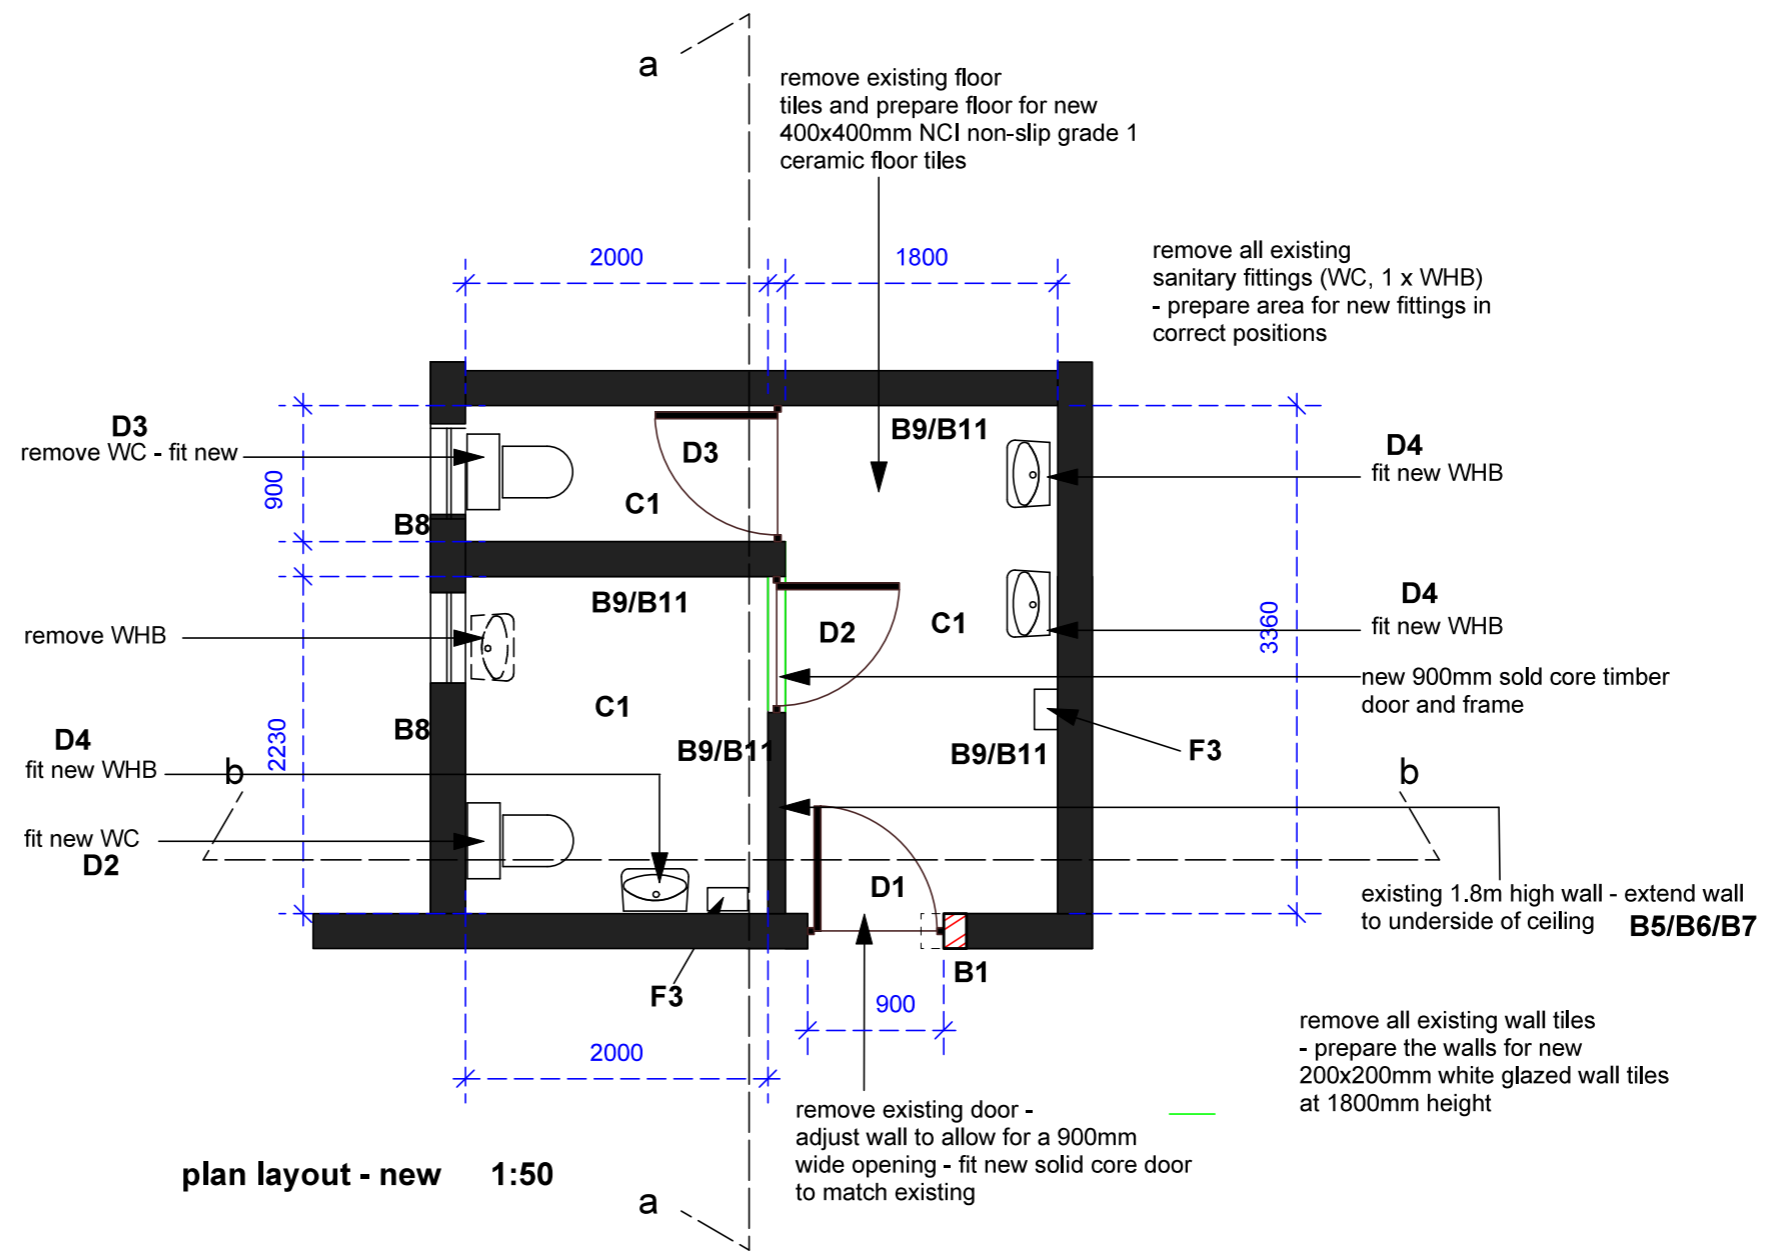 a
remove existing floor
tiles and prepare floor for new
400x400mm NCI non-slip grade 1
ceramic floor tiles
2000
1800
remove all existing
sanitary fittings (WC, 1 x WHB)
- prepare area for new fittings in
correct positions
D3
remove WC - fit new
900
B8
D3
C1
B9/B11
D4
fit new WHB
B9/B11
D2
C1
D4
fit new WHB
3360
remove WHB
new 900mm sold core timber
door and frame
C1
B8
2230
B9/B11
B9/B11
F3
D4
fit new WHB
b
b
fit new WC
D2
D1
existing 1.8m high wall - extend wall
to underside of ceiling
B5/B6/B7
B1
F3
900
2000
remove all existing wall tiles
- prepare the walls for new
200x200mm white glazed wall tiles
at 1800mm height
remove existing door -
adjust wall to allow for a 900mm
wide opening - fit new solid core door
to match existing
plan layout - new 1:50
a